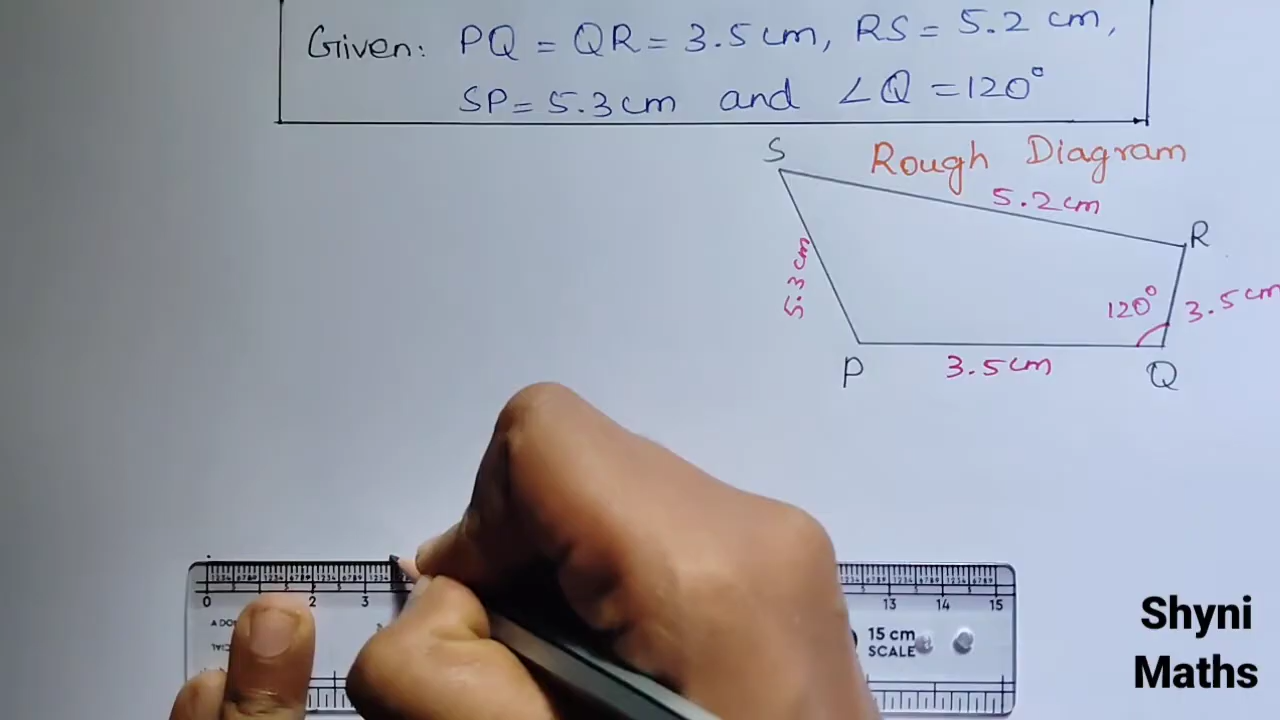 Given: PQ = QR = 3.5 cm, RS = 5.2 cm,
SP = 5.3 cm and ∠Q = 120°
Rough Diagram
S
5.2 cm
R
5.3 cm
120°
3.5 cm
P
3.5 cm
Q
0 2 3 13 14 15
15 cm
SCALE
Shyni
Maths